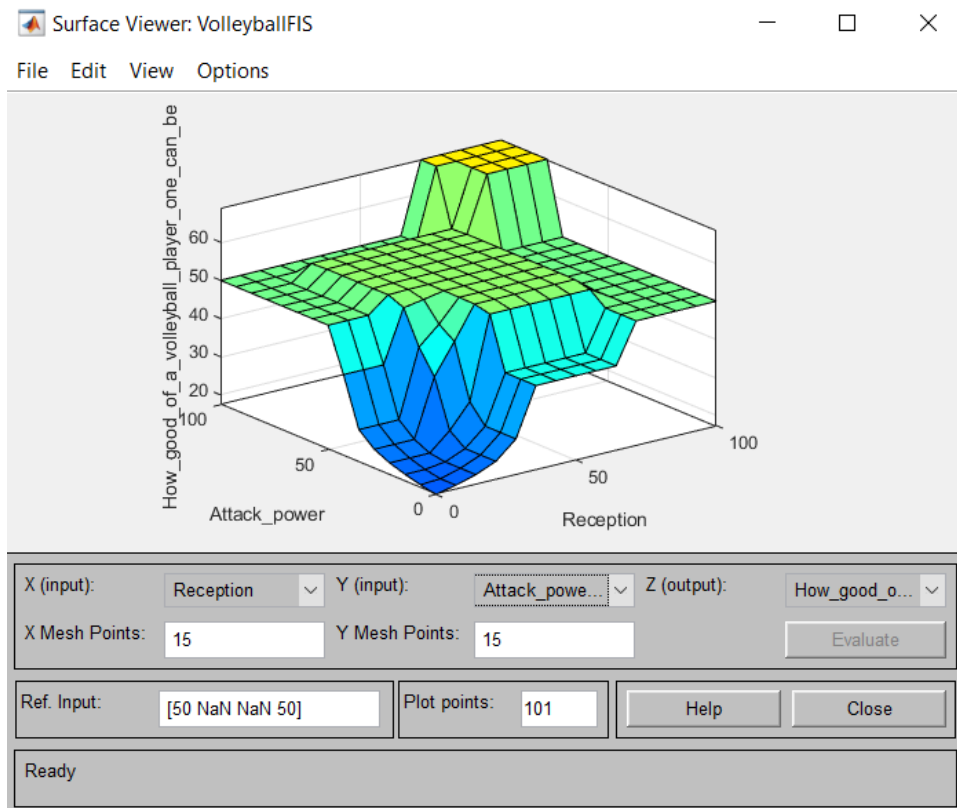 Surface Viewer: VolleyballFIS
File Edit View Options
How_good_of_a_volleyball_player_one_can_be
60
50
40
30
20
100
50
0
Attack_power
0
50
100
Reception
X (input): Reception Y (input): Attack_powe... Z (output): How_good_o...
X Mesh Points: 15 Y Mesh Points: 15 Evaluate
Ref. Input: [50 NaN NaN 50] Plot points: 101 Help Close
Ready